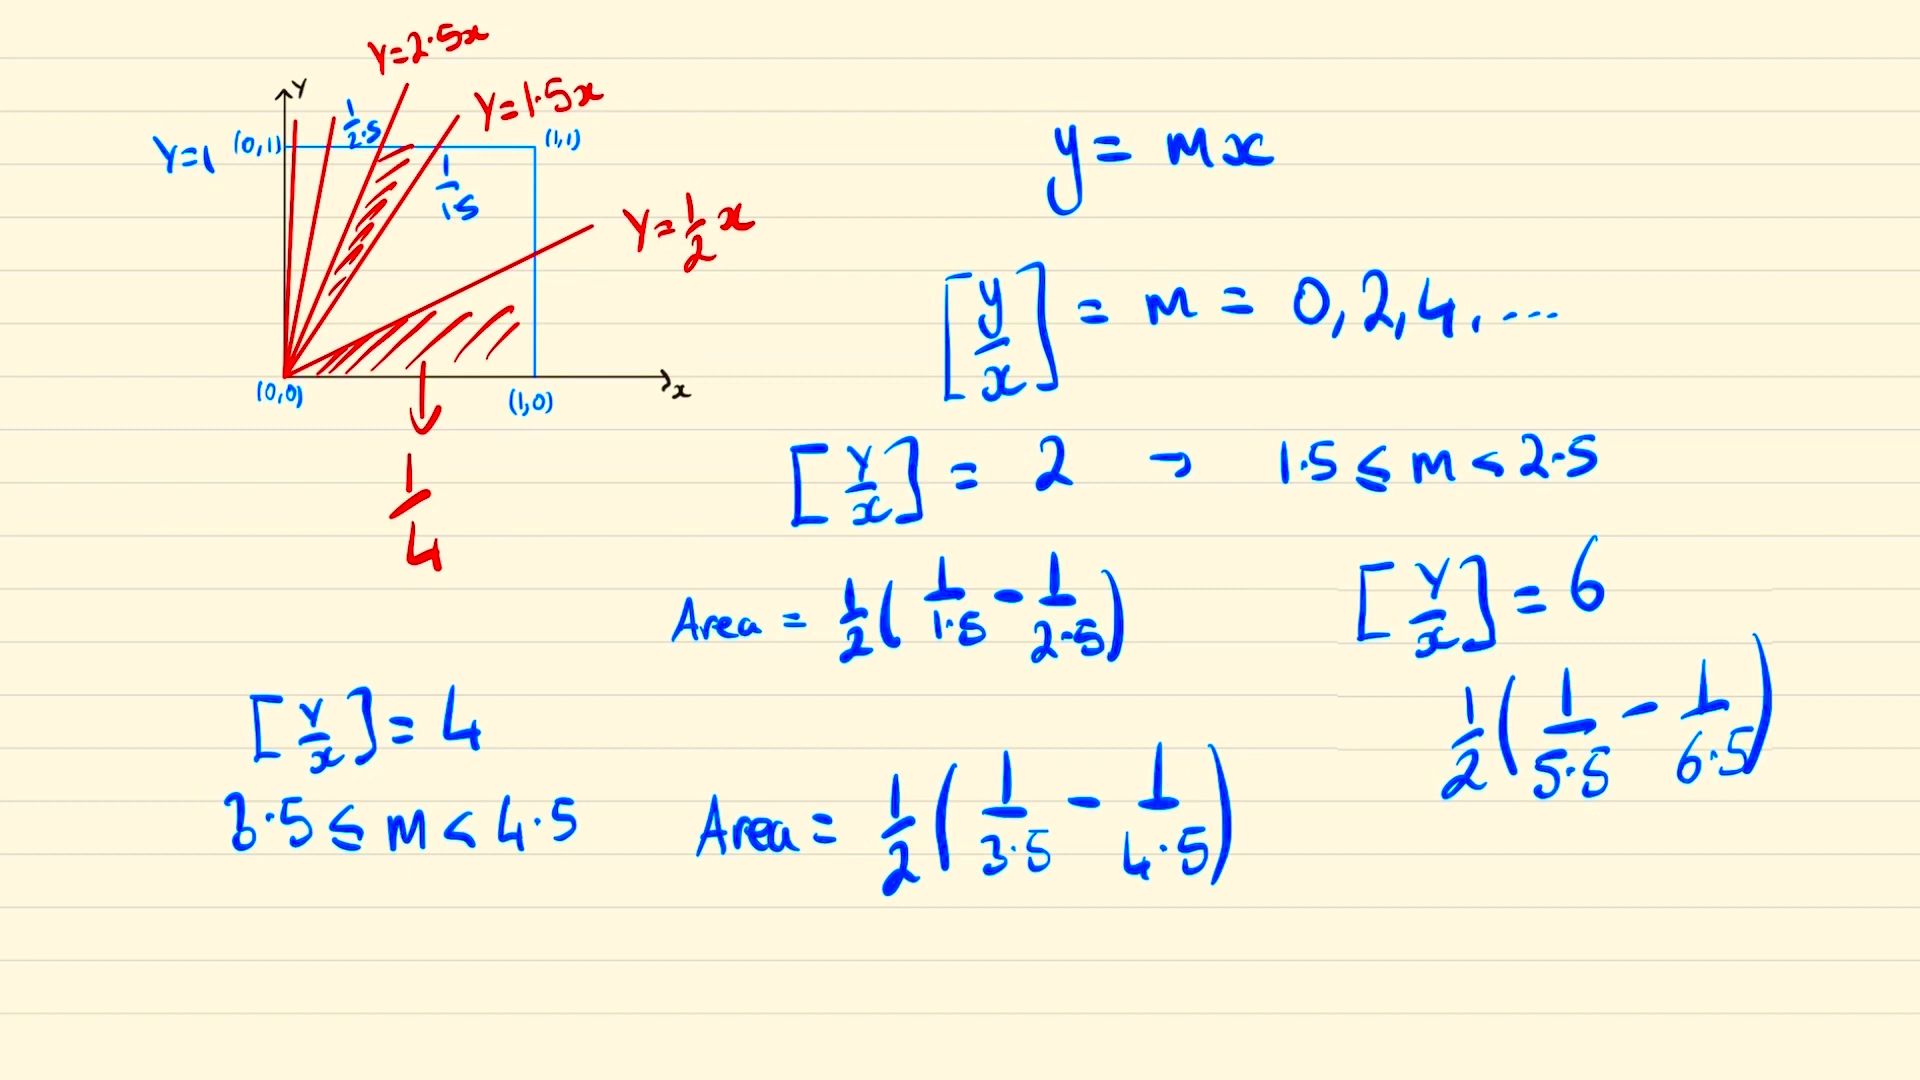 Y=2.5x
Y=1.5x
Y
1/2.5
Y=1
(0,1)
(1,1)
1/1.5
Y=1/2 x
(0,0)
(1,0)
x
1/4
y = mx
[y/x] = m = 0,2,4,...
[Y/x] = 2 → 1.5 ≤ m < 2.5
Area = 1/2 ( 1/1.5 - 1/2.5 )
[Y/x] = 6
1/2 ( 1/5.5 - 1/6.5 )
[Y/x] = 4
3.5 ≤ m < 4.5
Area = 1/2 ( 1/3.5 - 1/4.5 )